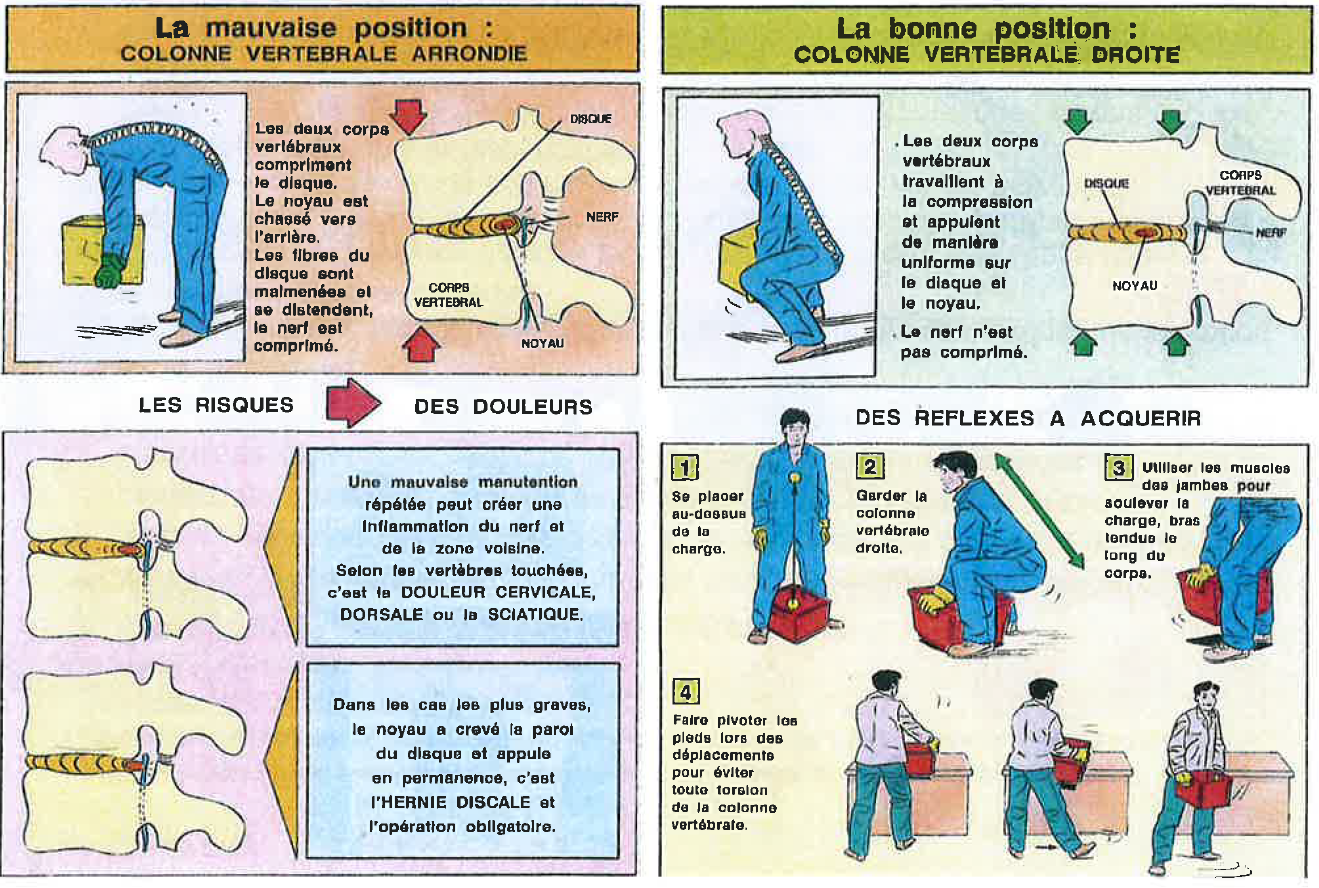 La mauvaise position :
COLONNE VERTEBRALE ARRONDIE
Les deux corps
vertébraux
compriment
le disque.
Le noyau est
chassé vers
l'arrière.
Les fibres du
disque sont
malmenées et
se distendent,
le nerf est
comprimé.
DISQUE
NERF
CORPS
VERTEBRAL
NOYAU
LES RISQUES
DES DOULEURS
Une mauvaise manutention
répétée peut créer une
inflammation du nerf et
de la zone voisine.
Selon les vertèbres touchées,
c'est la DOULEUR CERVICALE,
DORSALE ou la SCIATIQUE.
Dans les cas les plus graves,
le noyau a crevé la paroi
du disque et appuie
en permanence, c'est
l'HERNIE DISCALE et
l'opération obligatoire.
La bonne position :
COLONNE VERTEBRALE DROITE
. Les deux corps
vertébraux
travaillent à
la compression
et appuient
de manière
uniforme sur
le disque et
le noyau.
. Le nerf n'est
pas comprimé.
DISQUE
CORPS
VERTEBRAL
NERF
NOYAU
DES REFLEXES A ACQUERIR
1
Se placer
au-dessus
de la
charge.
2
Garder la
colonne
vertébrale
droite.
3 Utiliser les muscles
des jambes pour
soulever la
charge, bras
tendus le
long du
corps.
4
Faire pivoter les
pieds lors des
déplacements
pour éviter
toute torsion
de la colonne
vertébrale.